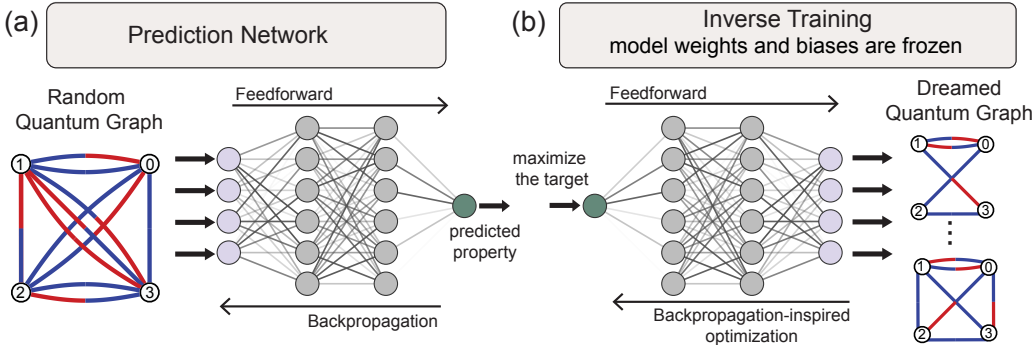 (a)
Prediction Network
Random
Quantum Graph
1
0
2
3
Feedforward
Backpropagation
predicted
property
(b)
Inverse Training
model weights and biases are frozen
maximize
the target
Feedforward
Backpropagation-inspired
optimization
Dreamed
Quantum Graph
1
0
2
3
1
0
2
3